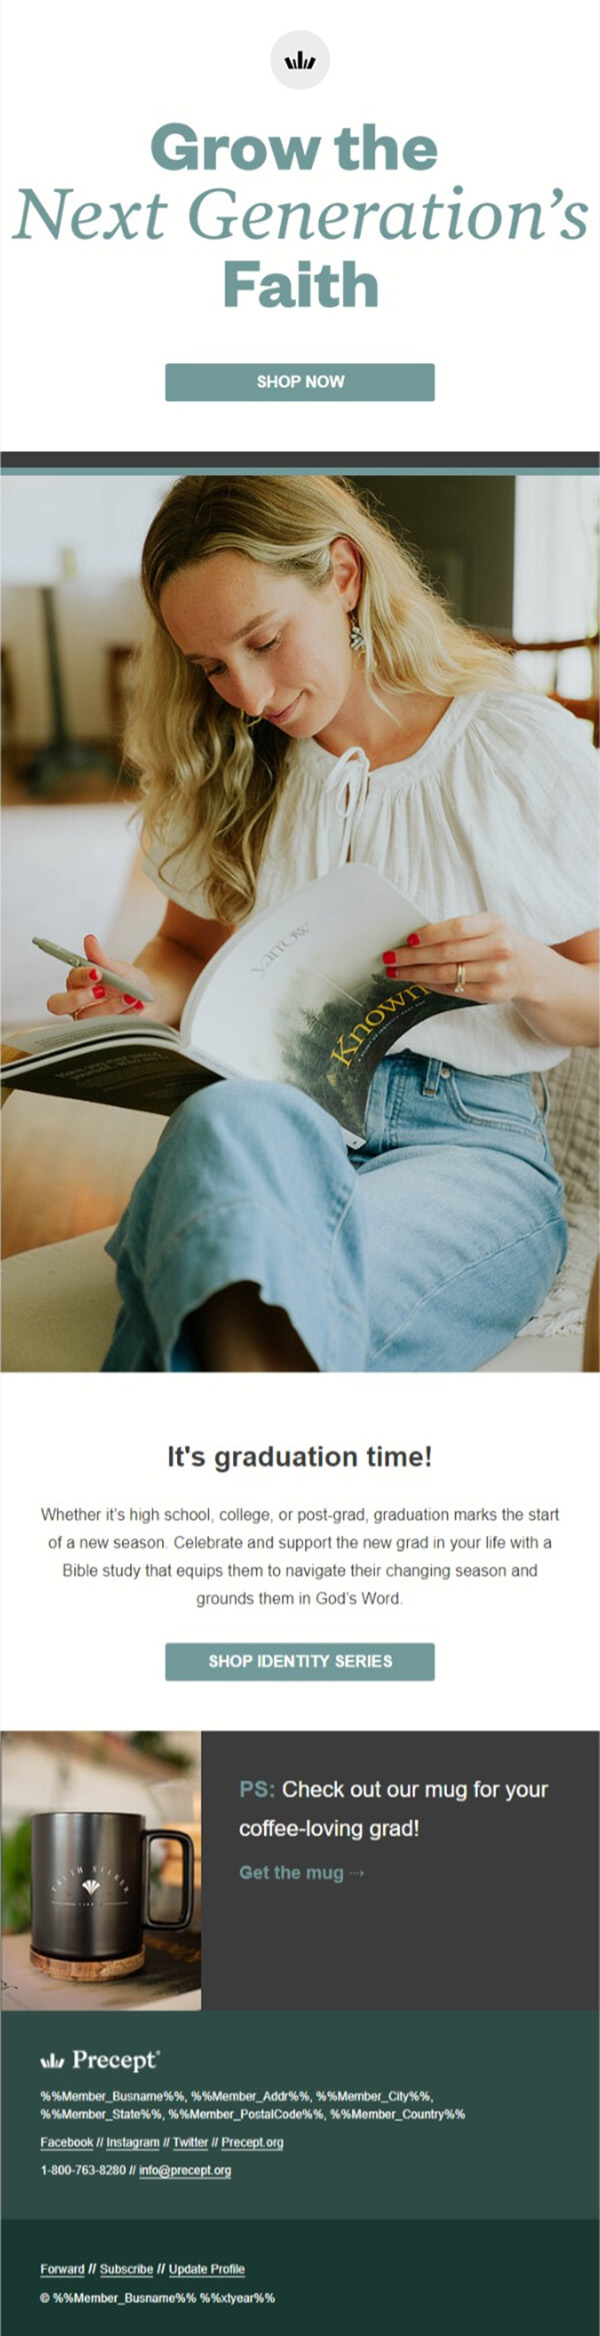 Grow the
Next Generation's
Faith
SHOP NOW
yarrow
Known
It's graduation time!
Whether it's high school, college, or post-grad, graduation marks the start
of a new season. Celebrate and support the new grad in your life with a
Bible study that equips them to navigate their changing season and
grounds them in God's Word.
SHOP IDENTITY SERIES
PS: Check out our mug for your
coffee-loving grad!
Get the mug ⤑
TRUTH SEEKER
Precept®
%%Member_Busname%%, %%Member_Addr%%, %%Member_City%%,
%%Member_State%%, %%Member_PostalCode%%, %%Member_Country%%
Facebook // Instagram // Twitter // Precept.org
1-800-763-8280 // info@precept.org
Forward // Subscribe // Update Profile
© %%Member_Busname%% %%xtyear%%